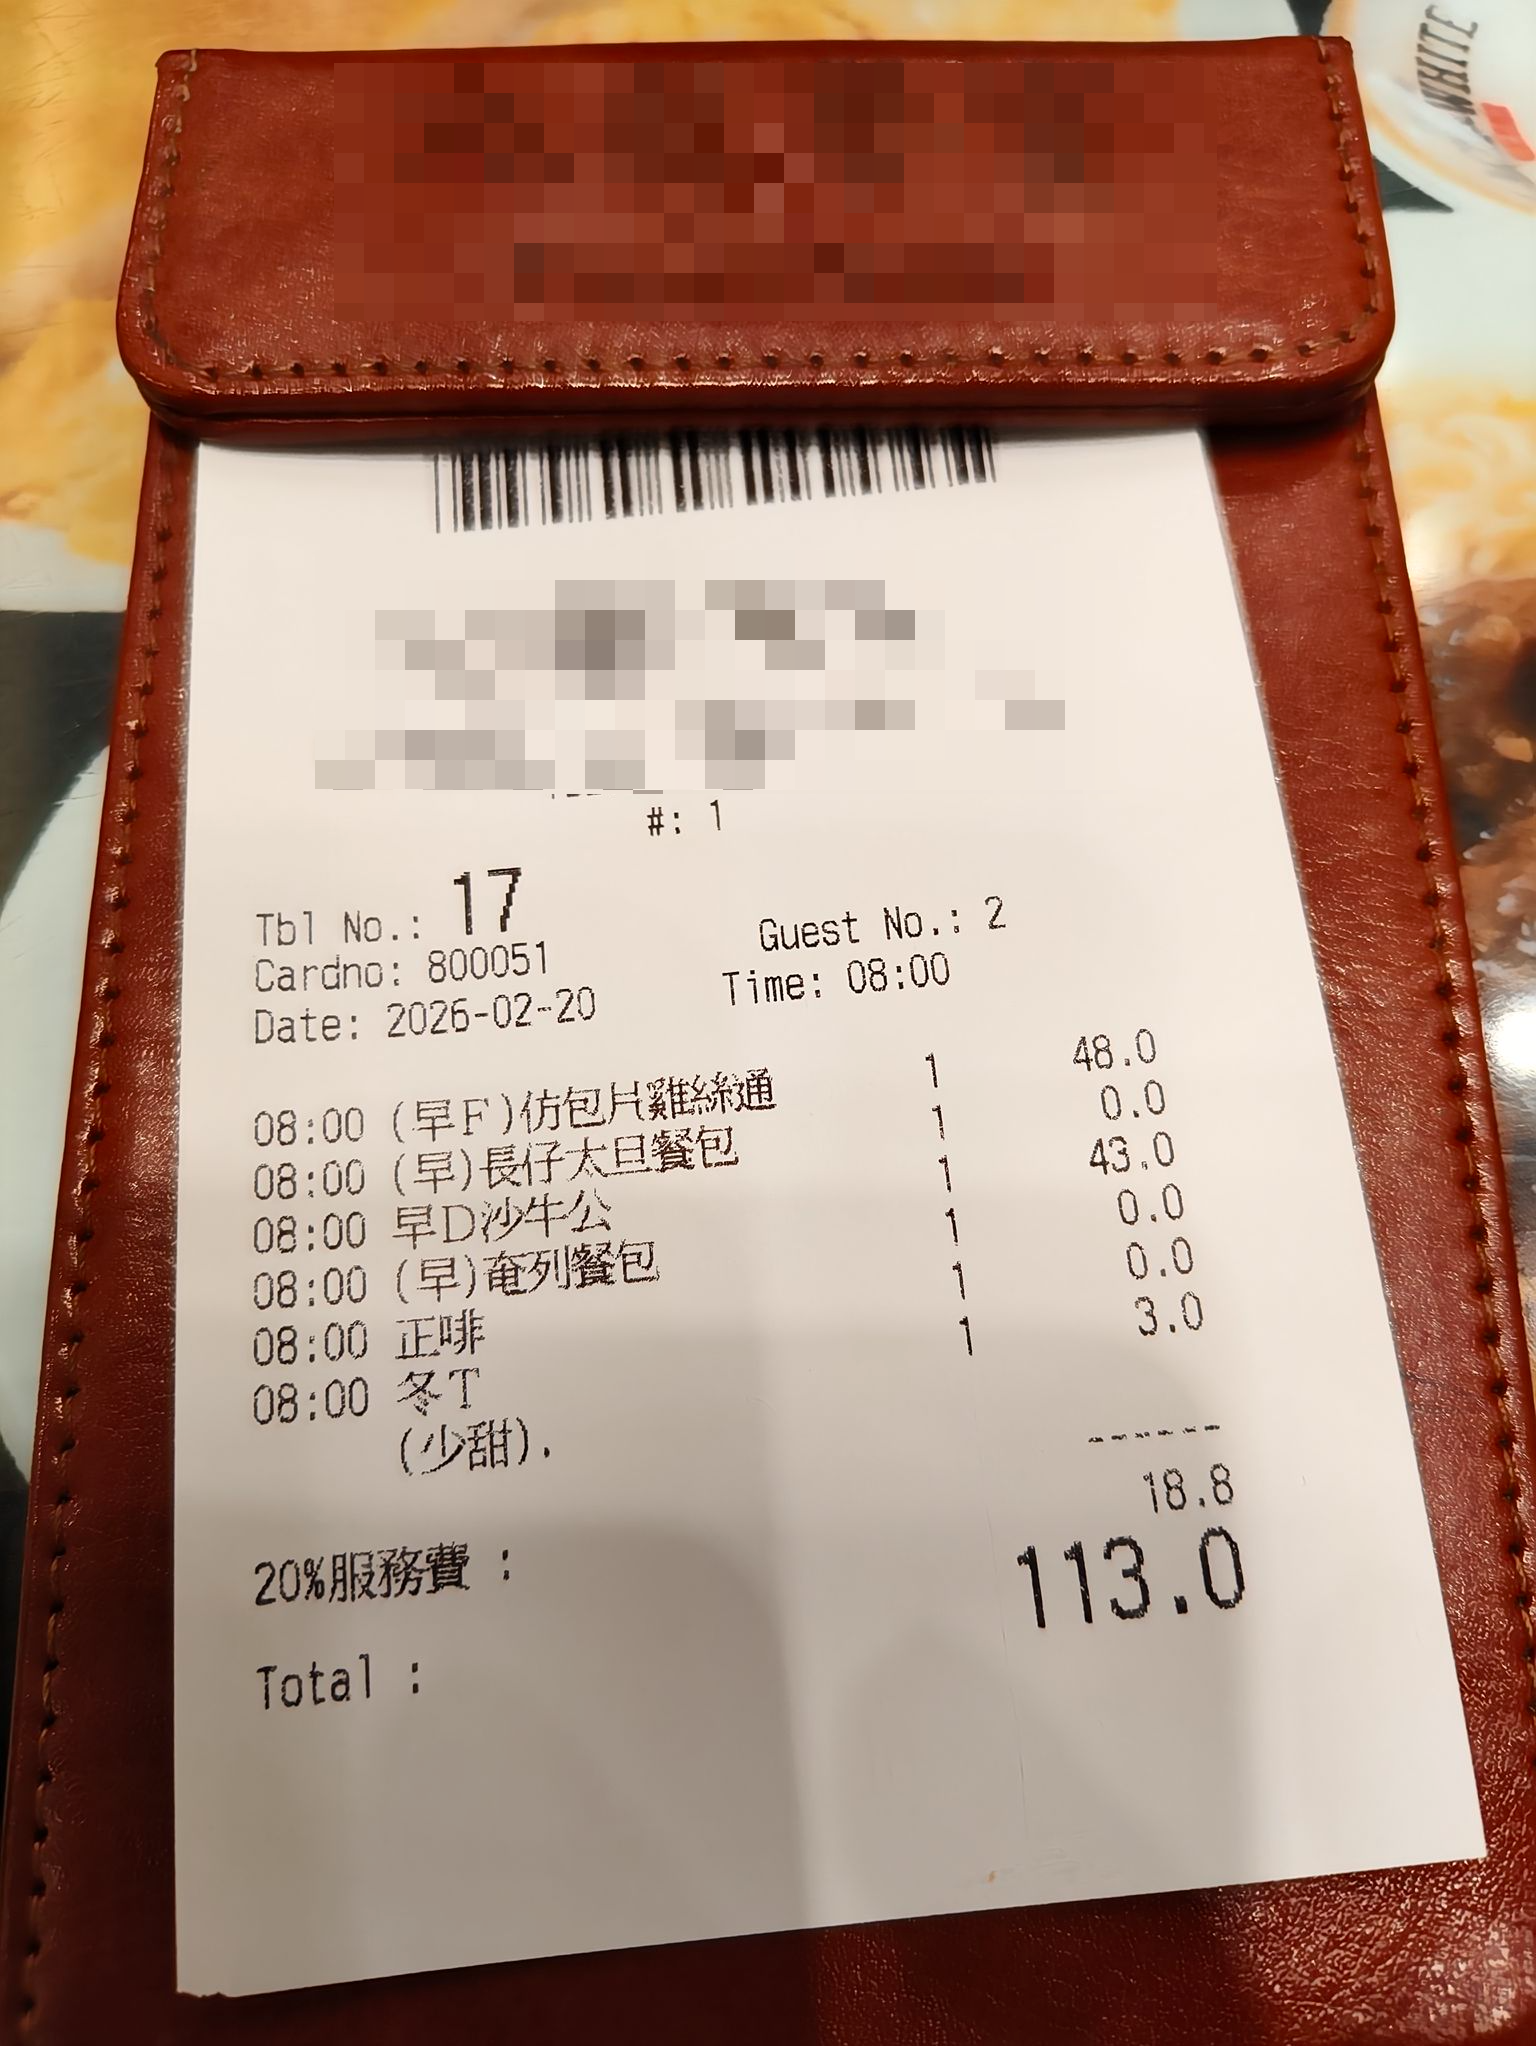 WHITE
#: 1
Tbl No.: 17 Guest No.: 2
Cardno: 800051 Time: 08:00
Date: 2026-02-20
08:00 (早F)仿包片雞絲通 1 48.0
08:00 (早)長仔太旦餐包 1 0.0
08:00 早D沙牛公 1 43.0
08:00 (早)奄列餐包 1 0.0
08:00 正啡 1 0.0
08:00 冬T 1 3.0
(少甜).
------
20%服務費 : 18.8
Total : 113.0